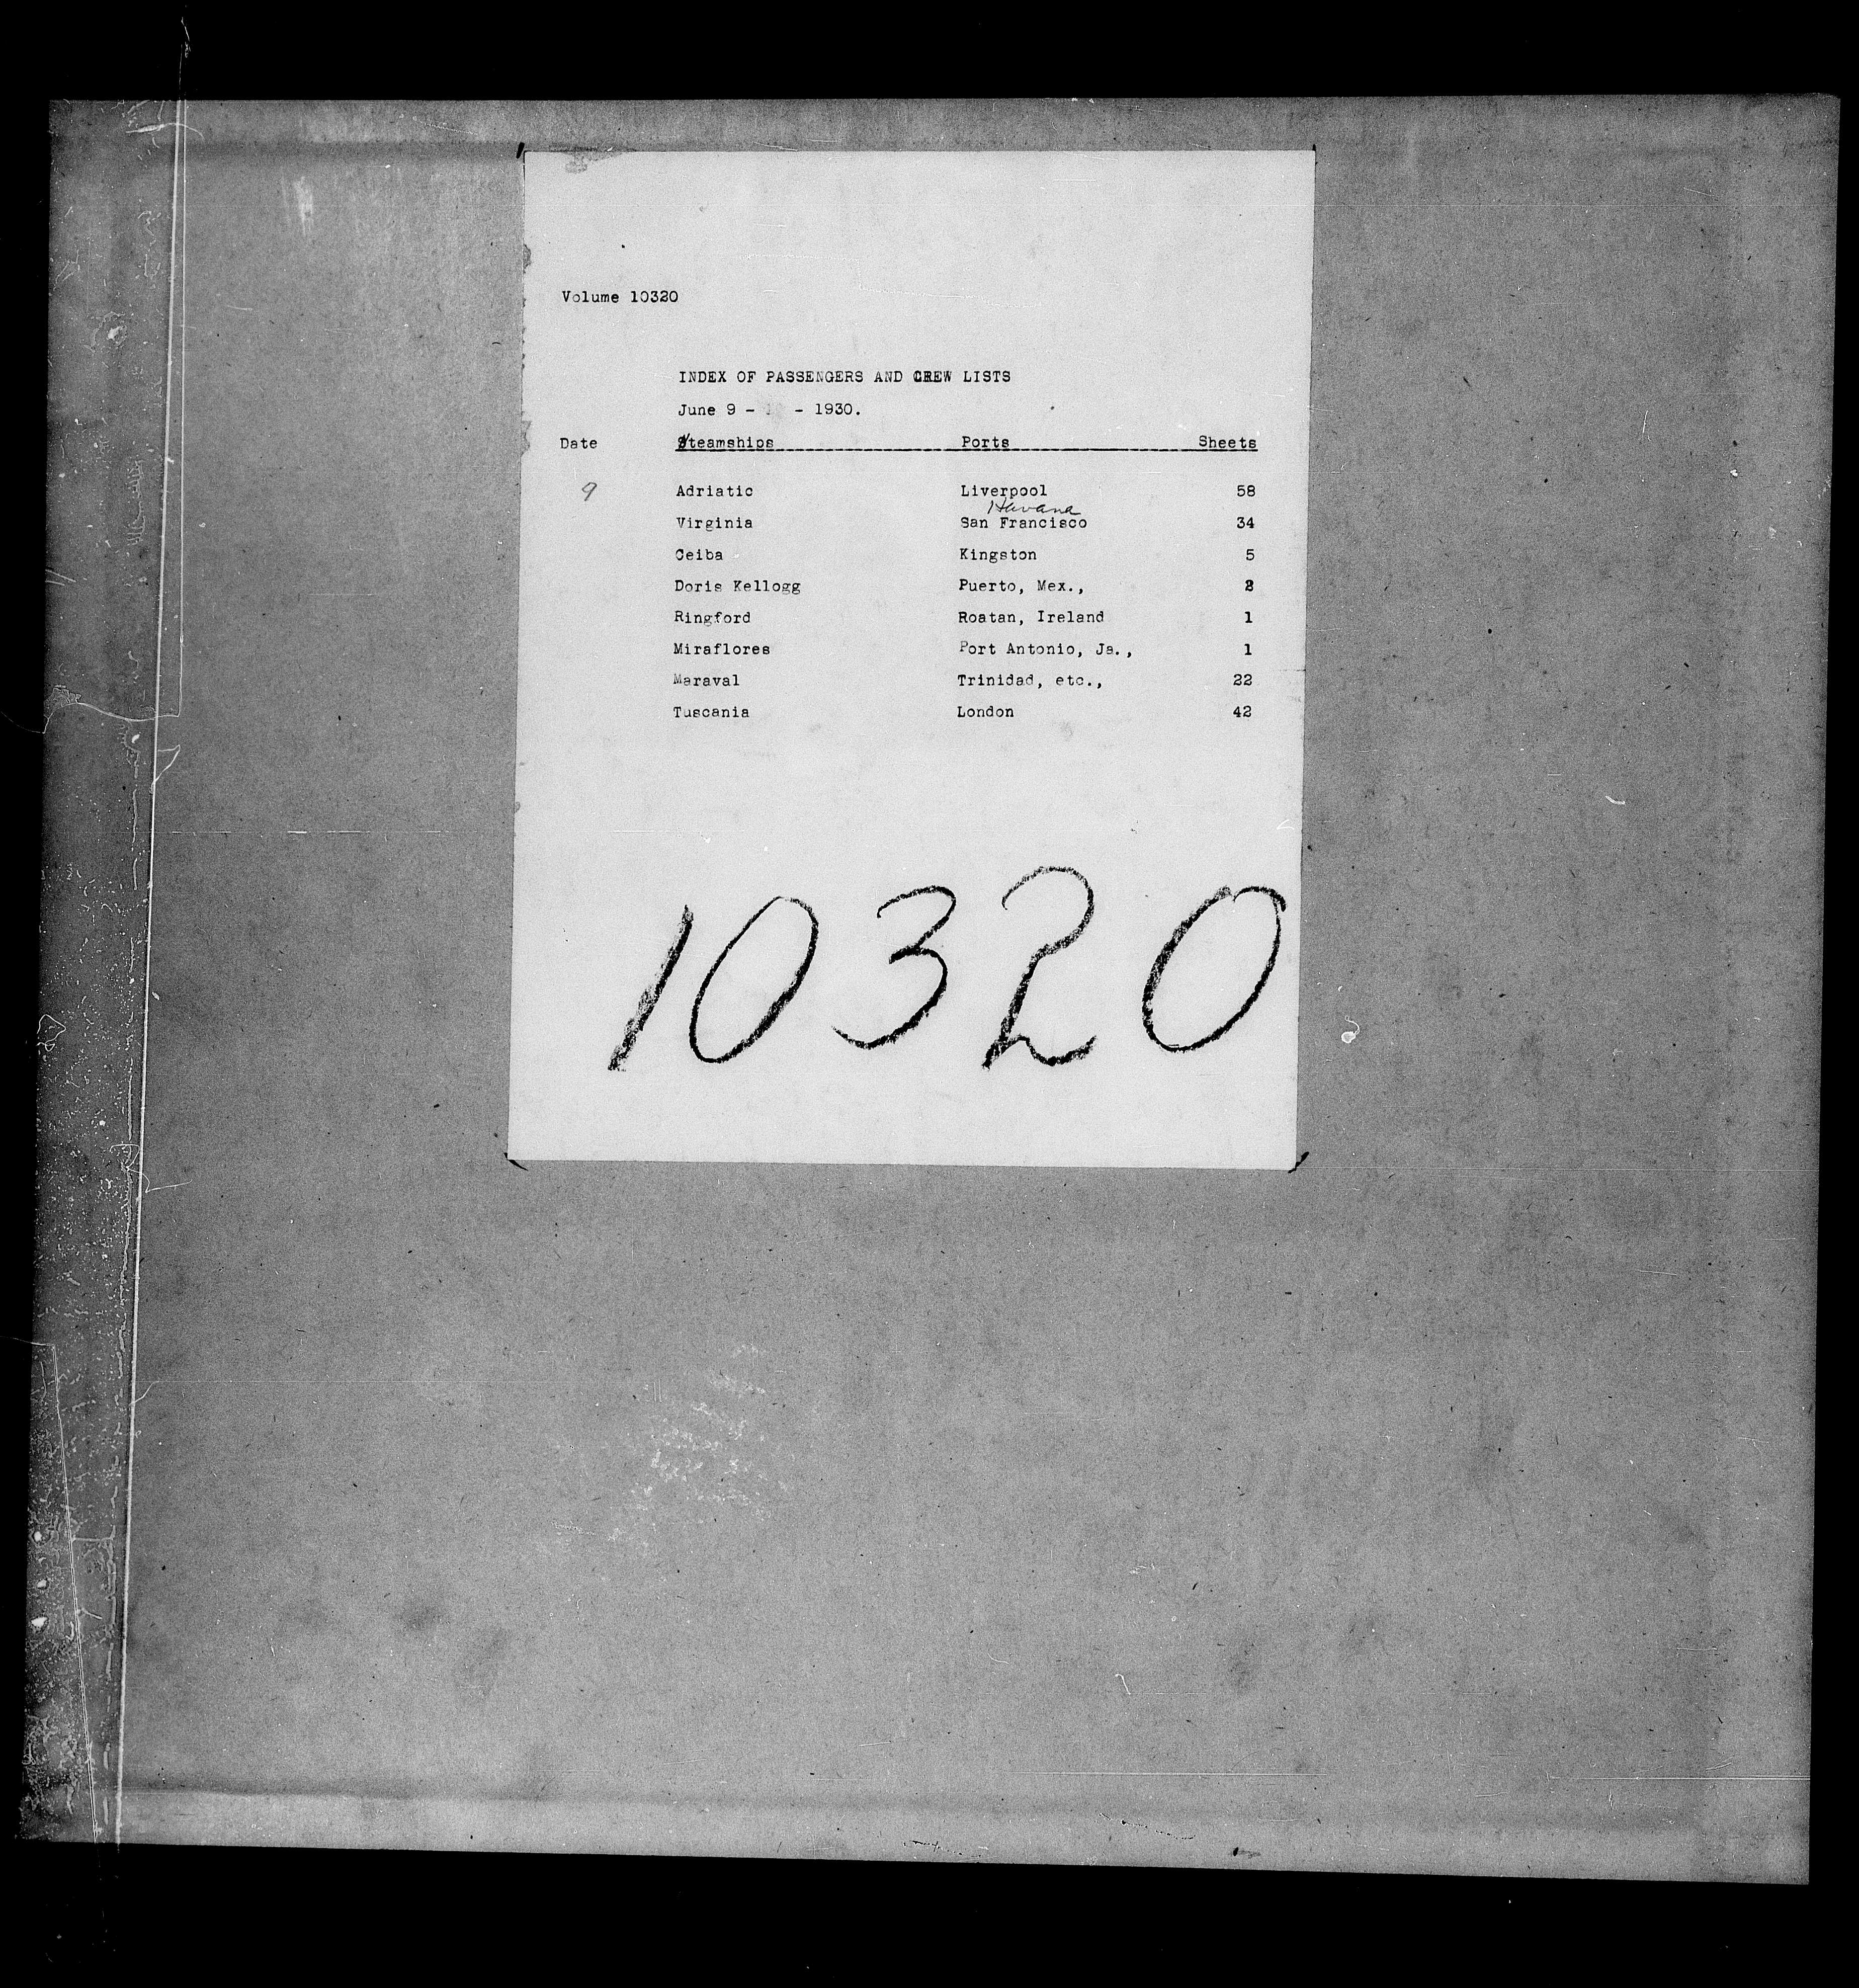 Volume 10320
INDEX OF PASSENGERS AND CREW LISTS
June 9 - - 1930.
Date Steamships Ports Sheets
9 Adriatic Liverpool 58
Havana
Virginia San Francisco 34
Ceiba Kingston 5
Doris Kellogg Puerto, Mex., 2
Ringford Roatan, Ireland 1
Miraflores Port Antonio, Ja., 1
Maraval Trinidad, etc., 22
Tuscania London 42
10320